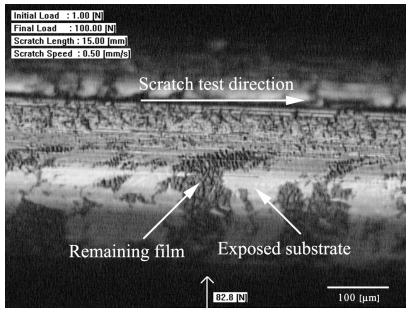 Initial Load : 1.00 [N]
Final Load : 100.00 [N]
Scratch Length : 15.00 [mm]
Scratch Speed : 0.50 [mm/s]
Scratch test direction
Remaining film
Exposed substrate
82.8 [N]
100 [µm]